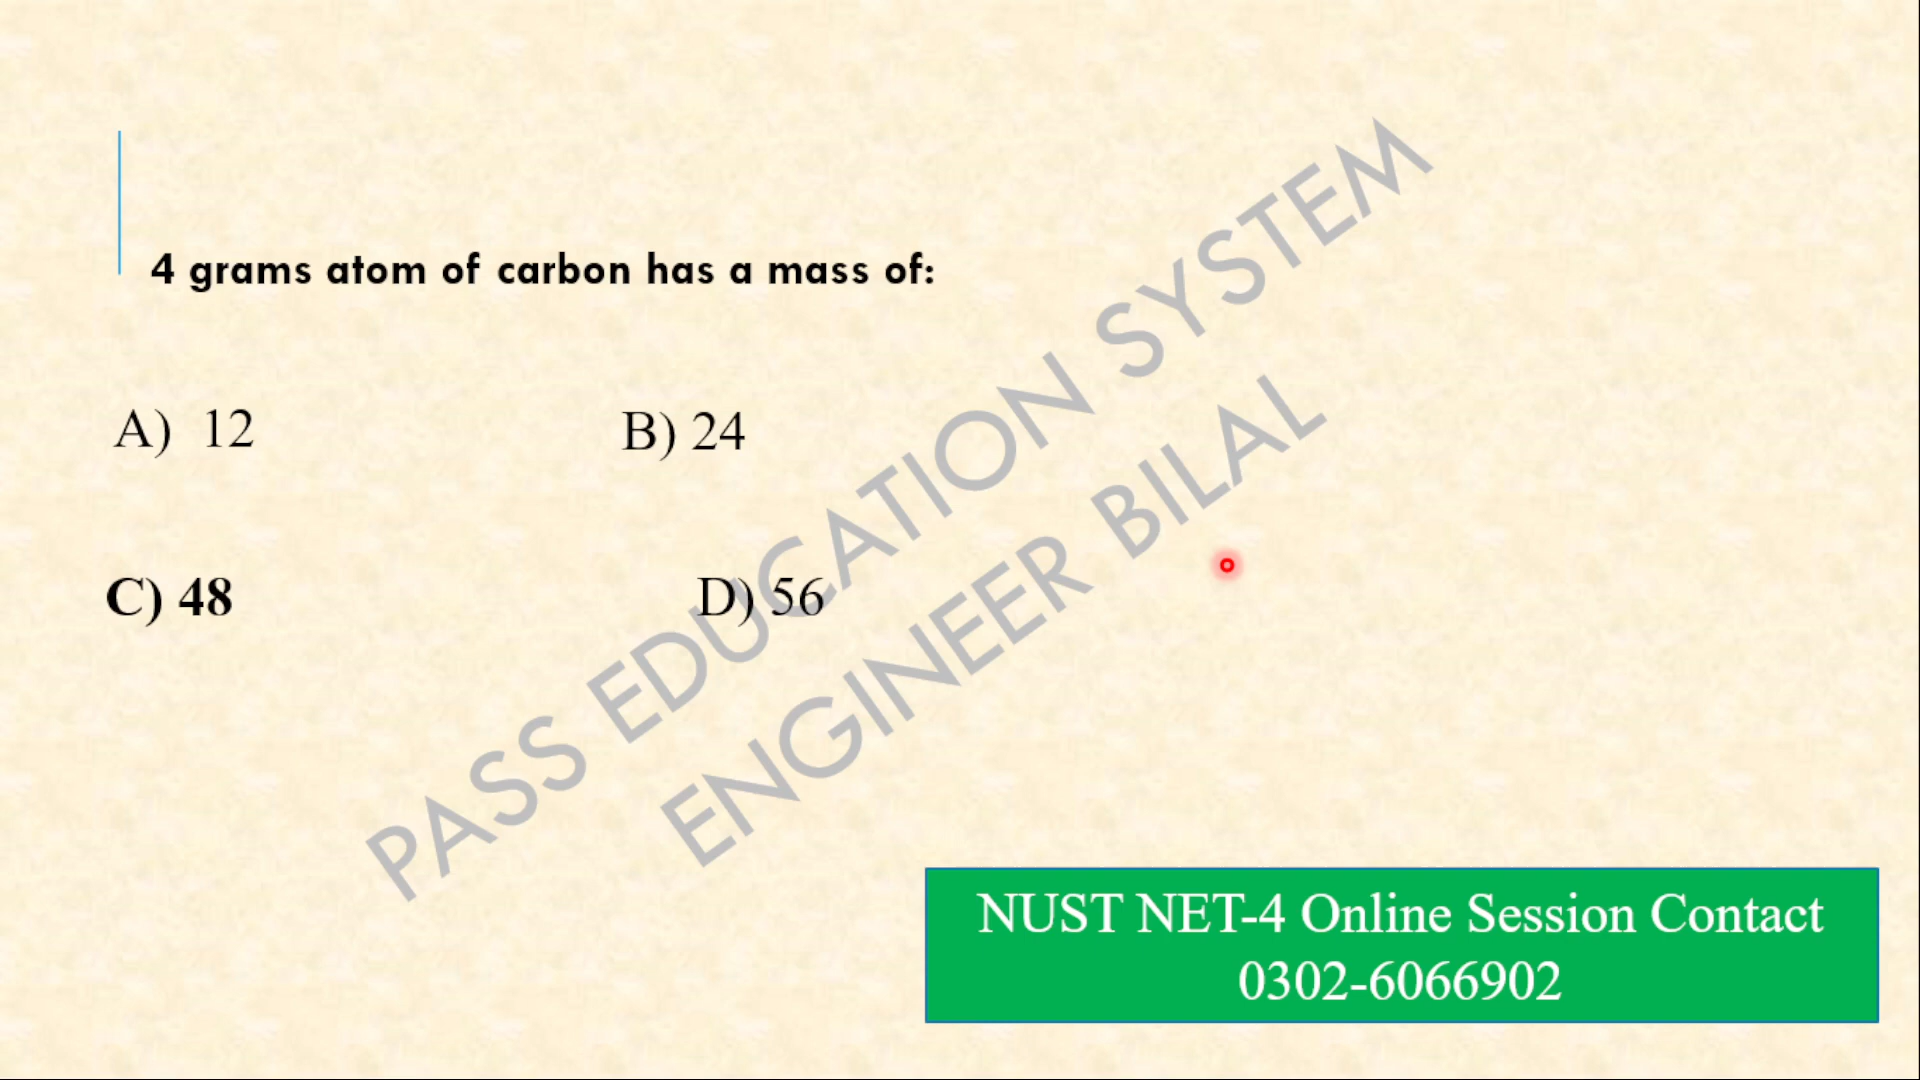 4 grams atom of carbon has a mass of:
A) 12
B) 24
C) 48
D) 56
PASS EDUCATION SYSTEM
ENGINEER BILAL
NUST NET-4 Online Session Contact
0302-6066902